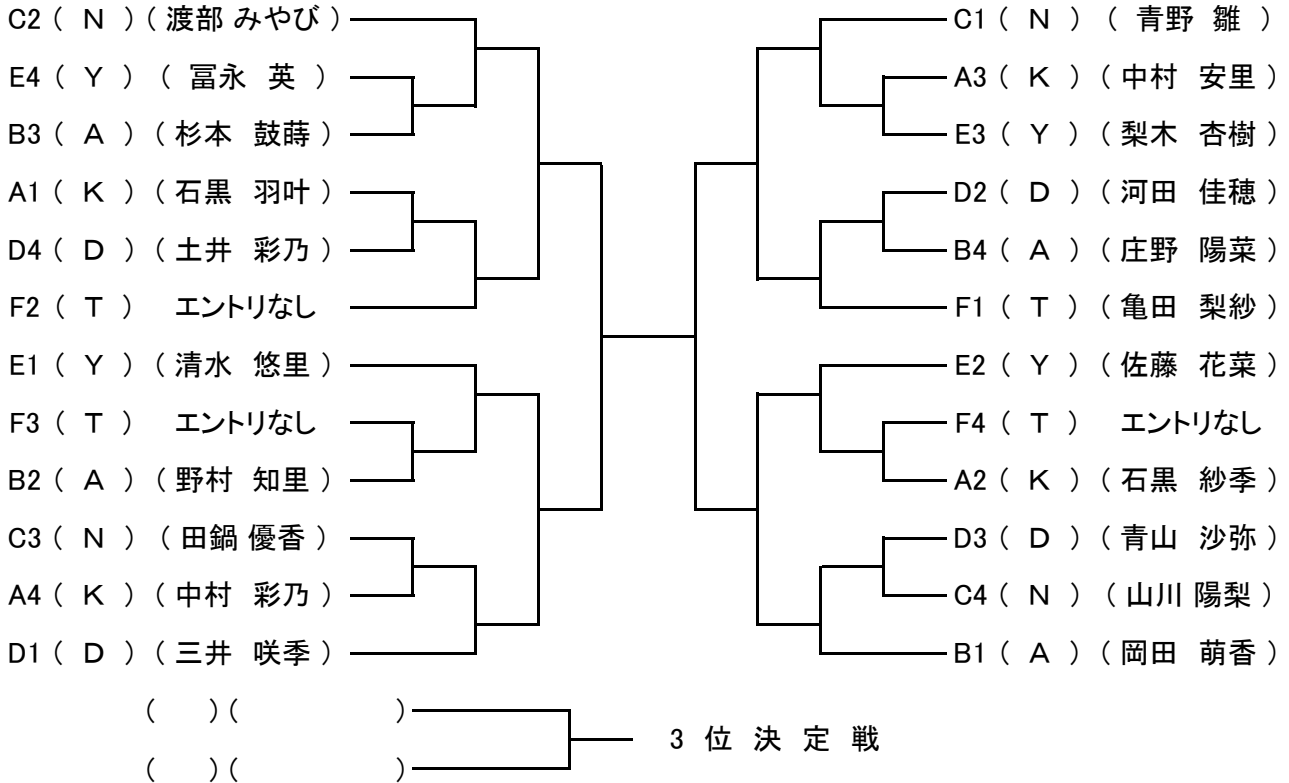 C2 ( N ) ( 渡部 みやび )
E4 ( Y ) ( 冨永 英 )
B3 ( A ) ( 杉本 鼓蒔 )
A1 ( K ) ( 石黒 羽叶 )
D4 ( D ) ( 土井 彩乃 )
F2 ( T ) エントリなし
E1 ( Y ) ( 清水 悠里 )
F3 ( T ) エントリなし
B2 ( A ) ( 野村 知里 )
C3 ( N ) ( 田鍋 優香 )
A4 ( K ) ( 中村 彩乃 )
D1 ( D ) ( 三井 咲季 )
C1 ( N ) ( 青野 雛 )
A3 ( K ) ( 中村 安里 )
E3 ( Y ) ( 梨木 杏樹 )
D2 ( D ) ( 河田 佳穂 )
B4 ( A ) ( 庄野 陽菜 )
F1 ( T ) ( 亀田 梨紗 )
E2 ( Y ) ( 佐藤 花菜 )
F4 ( T ) エントリなし
A2 ( K ) ( 石黒 紗季 )
D3 ( D ) ( 青山 沙弥 )
C4 ( N ) ( 山川 陽梨 )
B1 ( A ) ( 岡田 萌香 )
( ) ( )
3 位 決 定 戦
( ) ( )